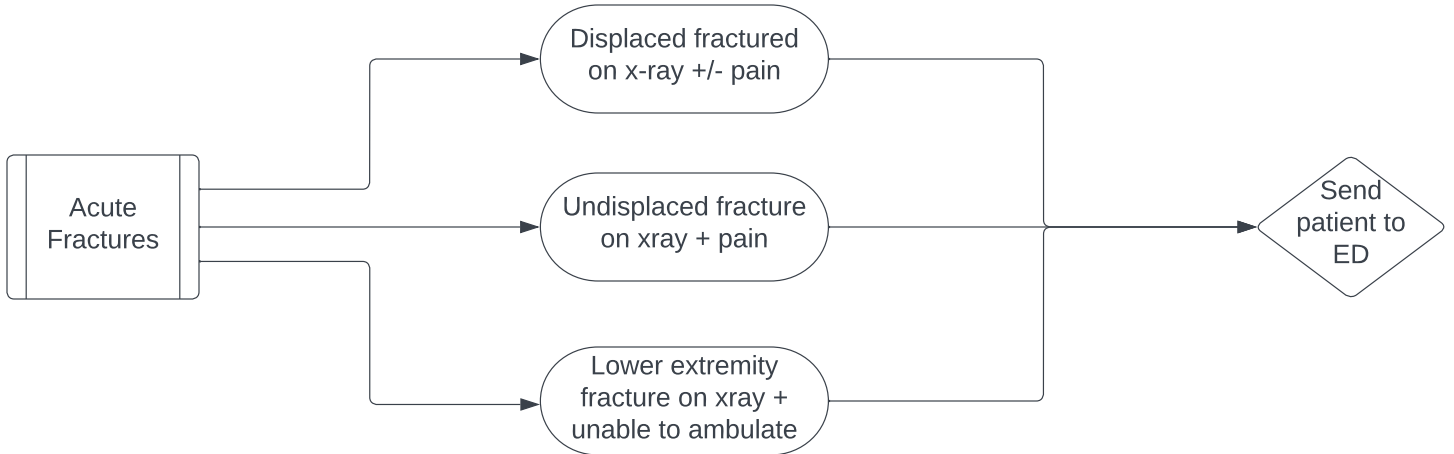 Acute
Fractures
Displaced fractured
on x-ray +/- pain
Undisplaced fracture
on xray + pain
Lower extremity
fracture on xray +
unable to ambulate
Send
patient to
ED